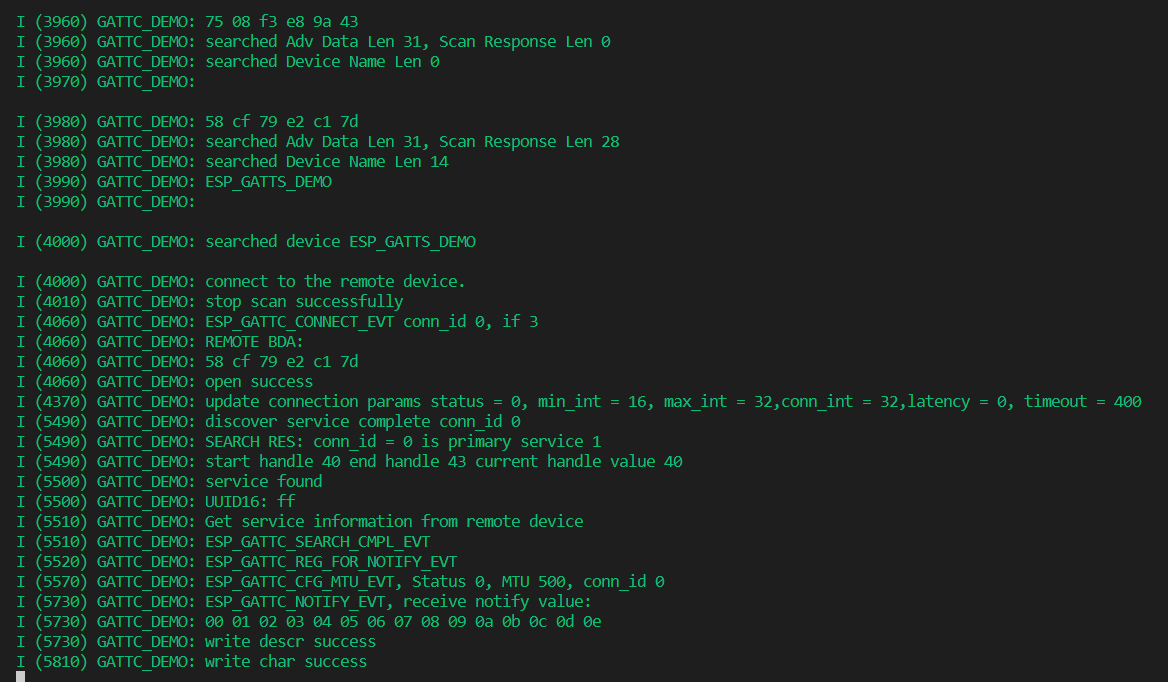 I (3960) GATTC_DEMO: 75 08 f3 e8 9a 43
I (3960) GATTC_DEMO: searched Adv Data Len 31, Scan Response Len 0
I (3960) GATTC_DEMO: searched Device Name Len 0
I (3970) GATTC_DEMO:
I (3980) GATTC_DEMO: 58 cf 79 e2 c1 7d
I (3980) GATTC_DEMO: searched Adv Data Len 31, Scan Response Len 28
I (3980) GATTC_DEMO: searched Device Name Len 14
I (3990) GATTC_DEMO: ESP_GATTS_DEMO
I (3990) GATTC_DEMO:
I (4000) GATTC_DEMO: searched device ESP_GATTS_DEMO
I (4000) GATTC_DEMO: connect to the remote device.
I (4010) GATTC_DEMO: stop scan successfully
I (4060) GATTC_DEMO: ESP_GATTC_CONNECT_EVT conn_id 0, if 3
I (4060) GATTC_DEMO: REMOTE BDA:
I (4060) GATTC_DEMO: 58 cf 79 e2 c1 7d
I (4060) GATTC_DEMO: open success
I (4370) GATTC_DEMO: update connection params status = 0, min_int = 16, max_int = 32,conn_int = 32,latency = 0, timeout = 400
I (5490) GATTC_DEMO: discover service complete conn_id 0
I (5490) GATTC_DEMO: SEARCH RES: conn_id = 0 is primary service 1
I (5490) GATTC_DEMO: start handle 40 end handle 43 current handle value 40
I (5500) GATTC_DEMO: service found
I (5500) GATTC_DEMO: UUID16: ff
I (5510) GATTC_DEMO: Get service information from remote device
I (5510) GATTC_DEMO: ESP_GATTC_SEARCH_CMPL_EVT
I (5520) GATTC_DEMO: ESP_GATTC_REG_FOR_NOTIFY_EVT
I (5570) GATTC_DEMO: ESP_GATTC_CFG_MTU_EVT, Status 0, MTU 500, conn_id 0
I (5730) GATTC_DEMO: ESP_GATTC_NOTIFY_EVT, receive notify value:
I (5730) GATTC_DEMO: 00 01 02 03 04 05 06 07 08 09 0a 0b 0c 0d 0e
I (5730) GATTC_DEMO: write descr success
I (5810) GATTC_DEMO: write char success